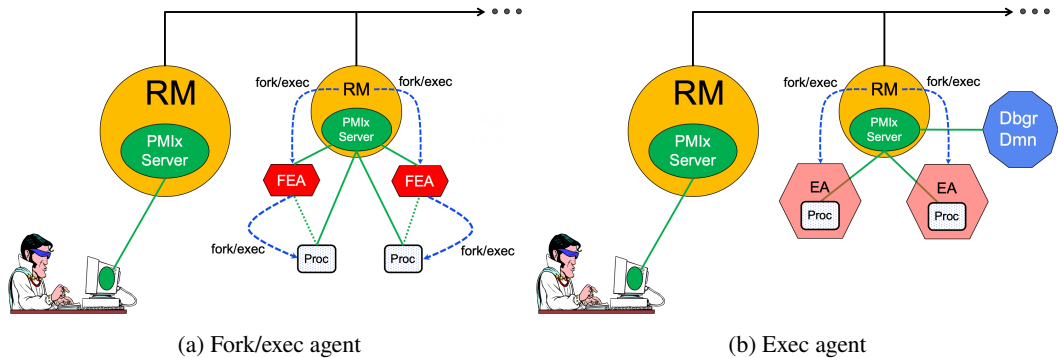 RM
PMIx
Server
fork/exec
RM
fork/exec
PMIx
Server
FEA
FEA
fork/exec
Proc
Proc
fork/exec
(a) Fork/exec agent
RM
PMIx
Server
fork/exec
RM
fork/exec
PMIx
Server
Dbgr
Dmn
EA
Proc
EA
Proc
(b) Exec agent